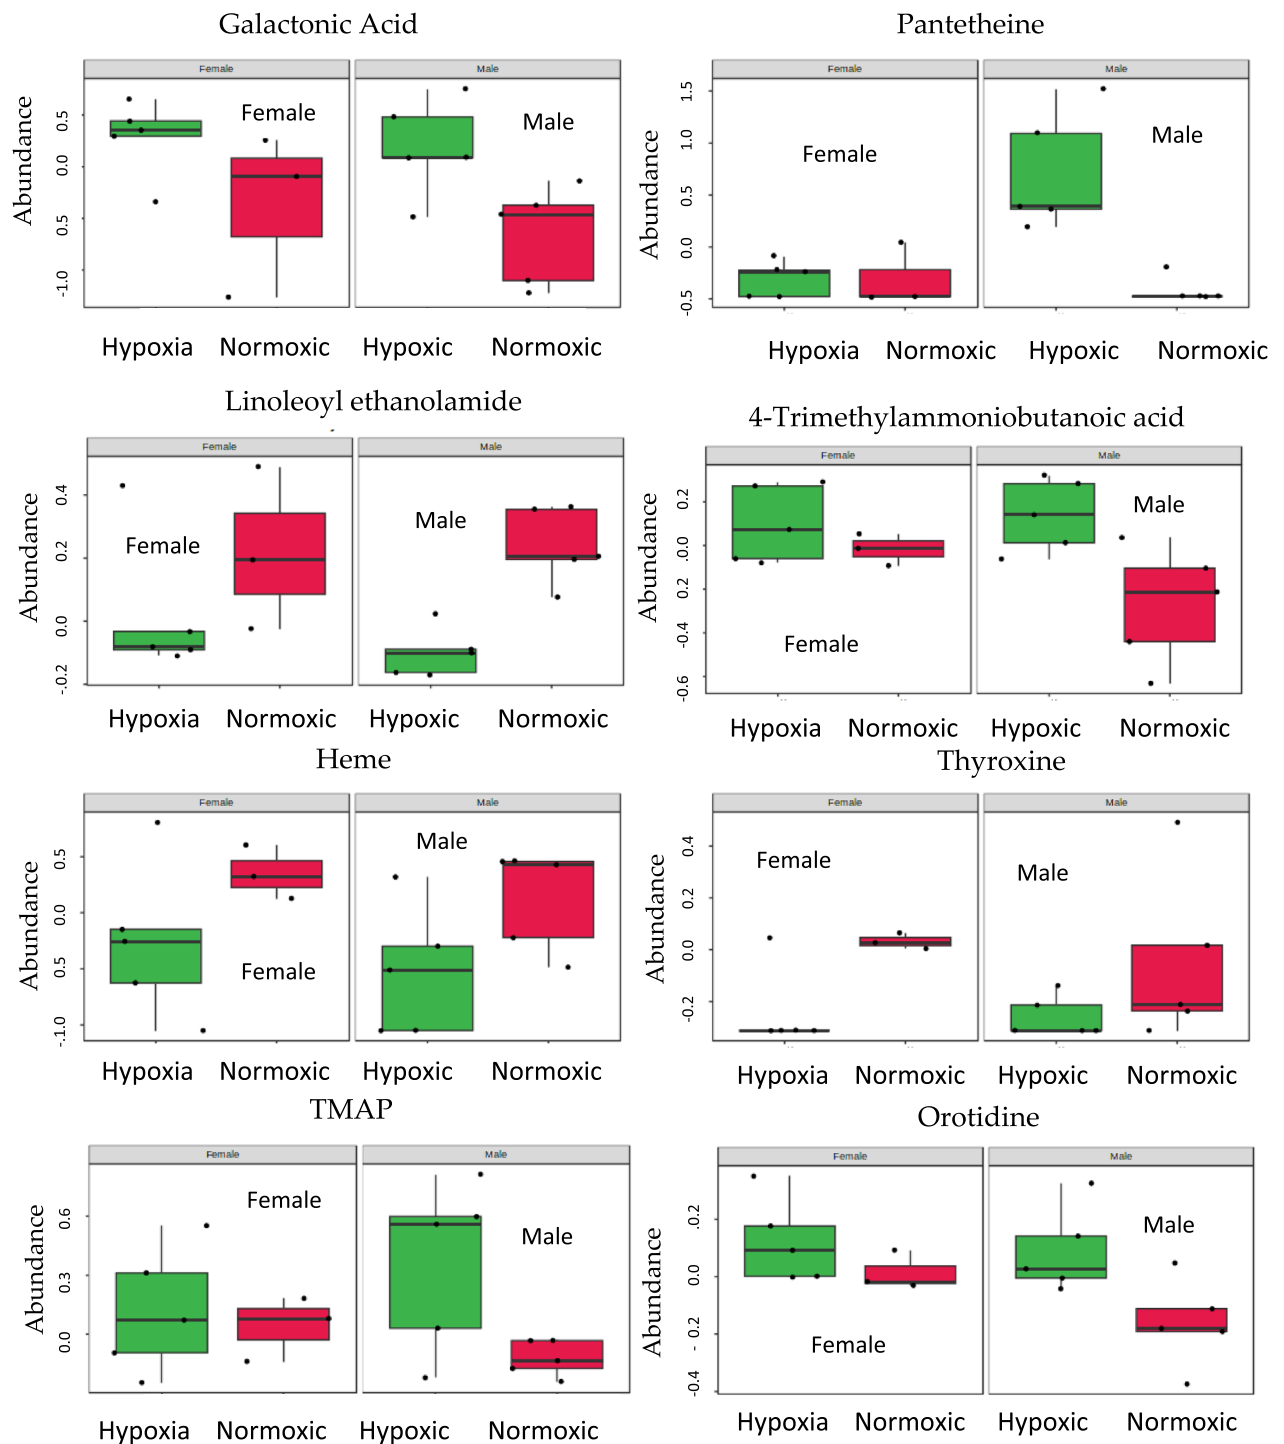 Galactonic Acid
Pantetheine
Female
Male
Female
Male
Abundance
0.5
0.0
0.5
-1.0
Female
Male
Abundance
1.5
1.0
0.5
0.0
-0.5
Female
Male
Hypoxia
Normoxic
Hypoxic
Normoxic
Hypoxia
Normoxic
Hypoxic
Normoxic
Linoleoyl ethanolamide
4-Trimethylammoniobutanoic acid
Female
Male
Female
Male
Abundance
0.4
0.2
0.0
-.0.2
Female
Male
Abundance
0.2
0.0
0.2
-0.4
-0.6
Female
Male
Hypoxia
Normoxic
Hypoxic
Normoxic
Hypoxia
Normoxic
Hypoxic
Normoxic
Heme
Thyroxine
Female
Male
Female
Male
Abundance
0.5
0.0
0.5
-.1.0
Female
Male
Abundance
0.4
0.2
0.0
-0.2
Female
Male
Hypoxia
Normoxic
Hypoxic
Normoxic
Hypoxia
Normoxic
Hypoxic
Normoxic
TMAP
Orotidine
Female
Male
Female
Male
Abundance
0.6
0.3
0.0
Female
Male
Abundance
.0.2
0.0
- 0.2
-0.4
Female
Male
Hypoxia
Normoxic
Hypoxic
Normoxic
Hypoxia
Normoxic
Hypoxic
Normoxic